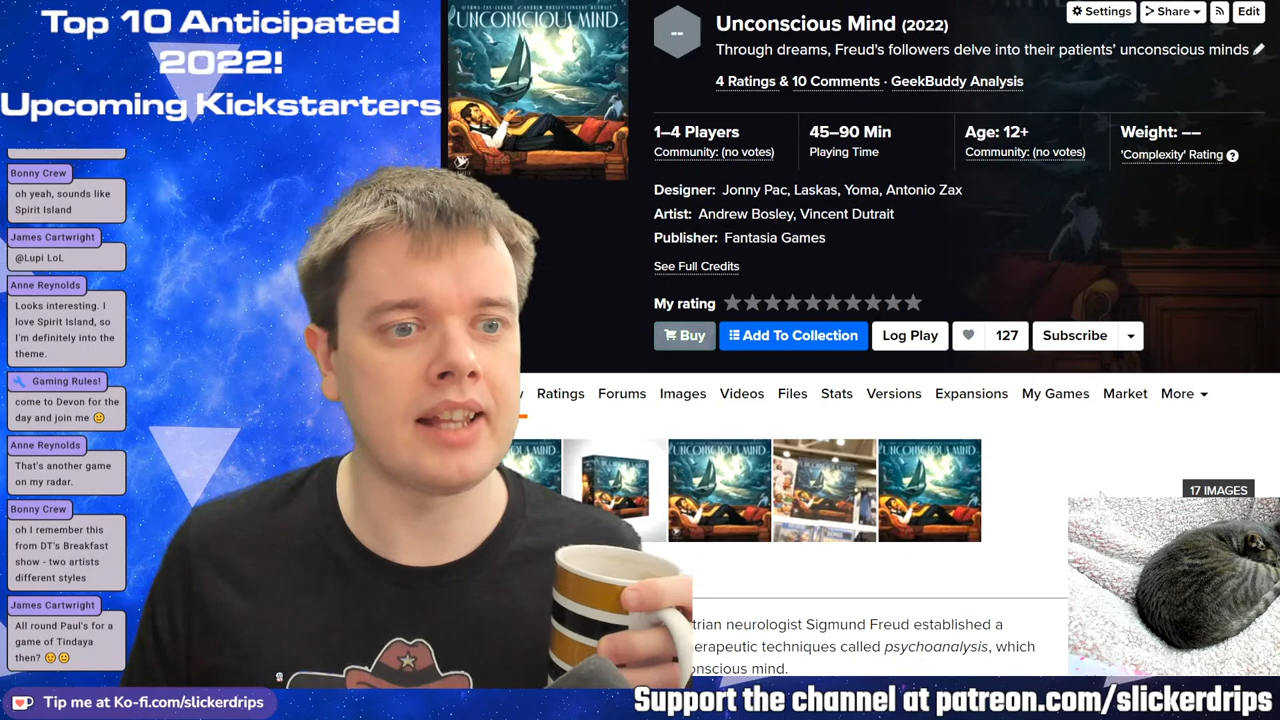 Top 10 Anticipated
2022!
Upcoming Kickstarters
Bonny Crew
oh yeah, sounds like
Spirit Island
James Cartwright
@Lupi LoL
Anne Reynolds
Looks interesting. I
love Spirit Island, so
I'm definitely into the
theme.
Gaming Rules!
come to Devon for the
day and join me
Anne Reynolds
That's another game
on my radar.
Bonny Crew
oh I remember this
from DT's Breakfast
show - two artists
different styles
James Cartwright
All round Paul's for a
game of Tindaya
then?
Tip me at Ko-fi.com/slickerdrips
UNCONSCIOUS MIND
--
Unconscious Mind (2022)
Through dreams, Freud's followers delve into their patients' unconscious minds
Settings
Share
Edit
4 Ratings & 10 Comments · GeekBuddy Analysis
1–4 Players
Community: (no votes)
45–90 Min
Playing Time
Age: 12+
Community: (no votes)
Weight: --
'Complexity' Rating ?
Designer: Jonny Pac, Laskas, Yoma, Antonio Zax
Artist: Andrew Bosley, Vincent Dutrait
Publisher: Fantasia Games
See Full Credits
My rating
Buy
Add To Collection
Log Play
127
Subscribe
Ratings Forums Images Videos Files Stats Versions Expansions My Games Market More
UNCONSCIOUS MIND
UNCONSCIOUS MIND
17 IMAGES
trian neurologist Sigmund Freud established a
erapeutic techniques called psychoanalysis, which
onscious mind.
Support the channel at patreon.com/slickerdrips